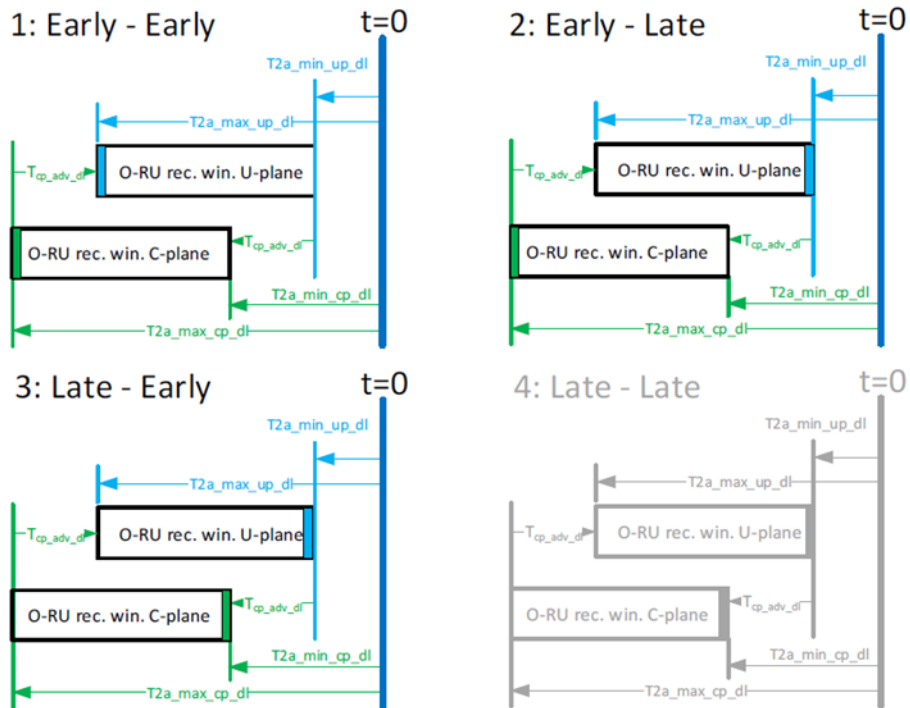 1: Early - Early
t=0
T2a_min_up_dl
T2a_max_up_dl
Tcp_adv_dl
O-RU rec. win. U-plane
O-RU rec. win. C-plane
Tcp_adv_dl
T2a_min_cp_dl
T2a_max_cp_dl
2: Early - Late
t=0
T2a_min_up_dl
T2a_max_up_dl
Tcp_adv_dl
O-RU rec. win. U-plane
O-RU rec. win. C-plane
Tcp_adv_dl
T2a_min_cp_dl
T2a_max_cp_dl
3: Late - Early
t=0
T2a_min_up_dl
T2a_max_up_dl
Tcp_adv_dl
O-RU rec. win. U-plane
O-RU rec. win. C-plane
Tcp_adv_dl
T2a_min_cp_dl
T2a_max_cp_dl
4: Late - Late
t=0
T2a_min_up_dl
T2a_max_up_dl
Tcp_adv_dl
O-RU rec. win. U-plane
O-RU rec. win. C-plane
Tcp_adv_dl
T2a_min_cp_dl
T2a_max_cp_dl